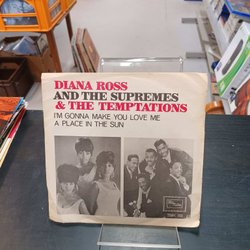 DIANA ROSS
AND THE SUPREMES
& THE TEMPTATIONS
I'M GONNA MAKE YOU LOVE ME
A PLACE IN THE SUN